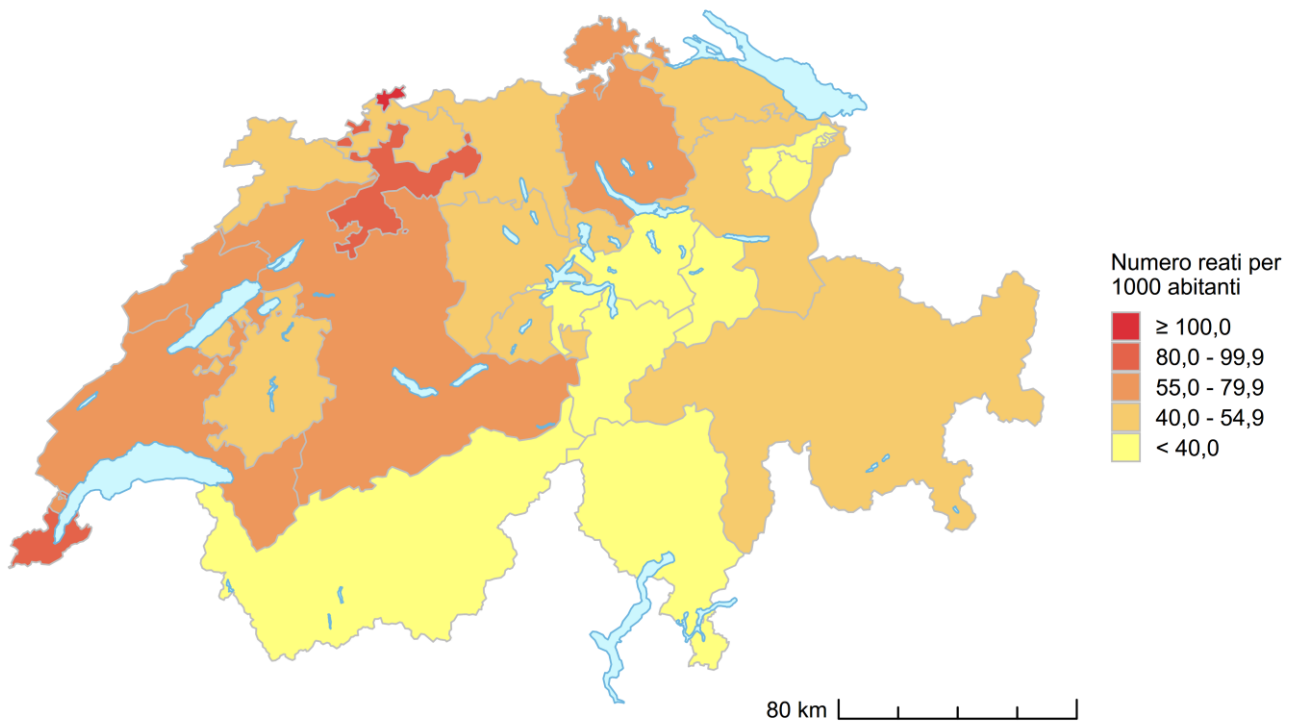 Numero reati per
1000 abitanti
≥ 100,0
80,0 - 99,9
55,0 - 79,9
40,0 - 54,9
< 40,0
80 km